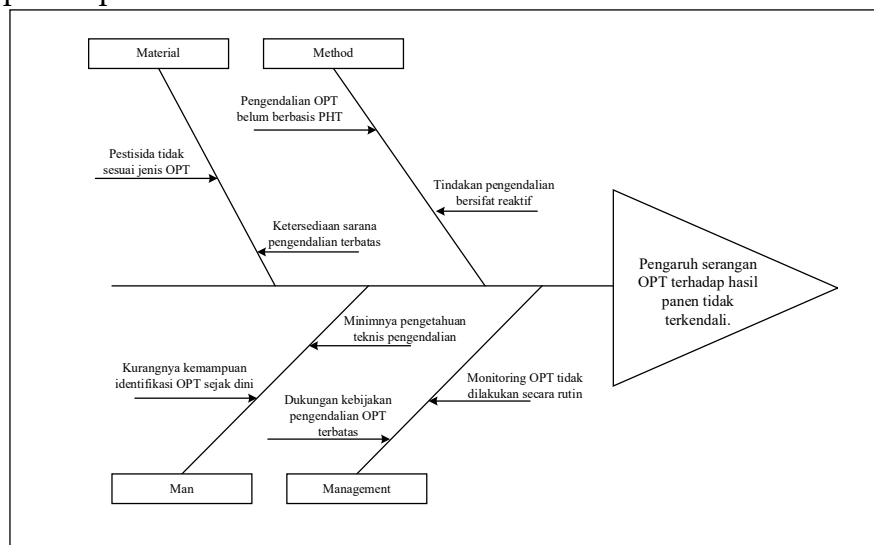 Material
Method
Pengendalian OPT
belum berbasis PHT
Pestisida tidak
sesuai jenis OPT
Tindakan pengendalian
bersifat reaktif
Ketersediaan sarana
pengendalian terbatas
Pengaruh serangan
OPT terhadap hasil
panen tidak
terkendali.
Minimnya pengetahuan
teknis pengendalian
Kurangnya kemampuan
identifikasi OPT sejak dini
Monitoring OPT tidak
dilakukan secara rutin
Dukungan kebijakan
pengendalian OPT
terbatas
Man
Management